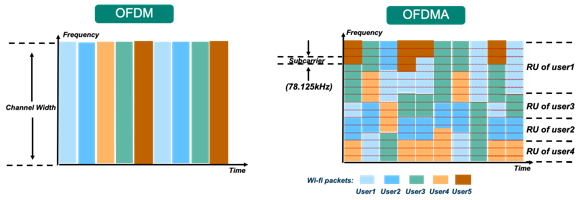 OFDM
Frequency
Channel Width
Time
OFDMA
Frequency
Subcarrier
(78.125kHz)
RU of user1
RU of user3
RU of user2
RU of user4
Time
Wi-fi packets:
User1 User2 User3 User4 User5